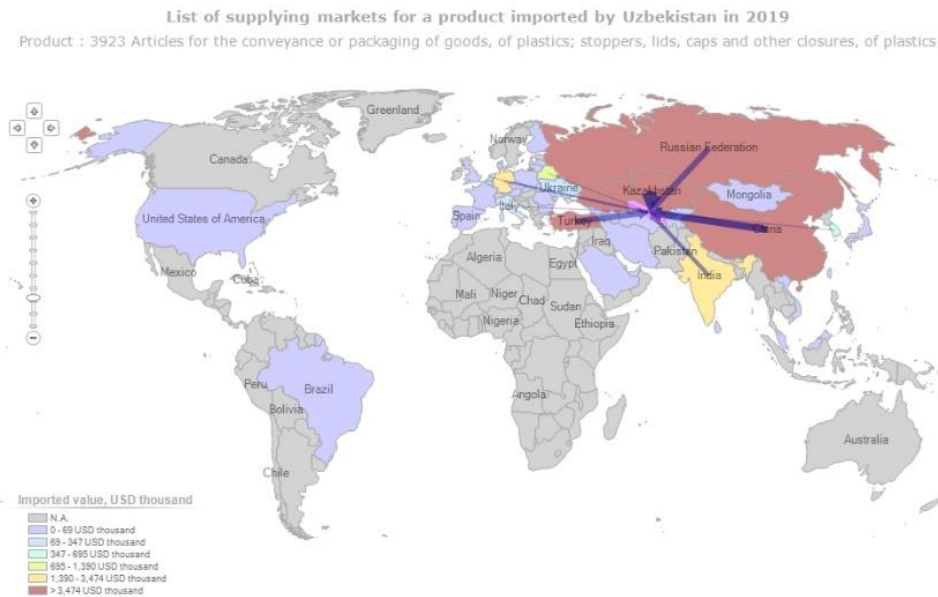 List of supplying markets for a product imported by Uzbekistan in 2019
Product : 3923 Articles for the conveyance or packaging of goods, of plastics; stoppers, lids, caps and other closures, of plastics
Greenland
Norway
Russian Federation
Canada
Kazakhstan
Ukraine
Mongolia
United States of America
Italy
Spain
Turkey
China
Iraq
Pakistan
Algeria
Egypt
Mexico
Cuba
India
Mali
Niger
Chad
Sudan
Nigeria
Ethiopia
Peru
Brazil
Angola
Bolivia
Australia
Chile
Imported value, USD thousand
N.A.
0 - 69 USD thousand
69 - 347 USD thousand
347 - 695 USD thousand
695 - 1,390 USD thousand
1,390 - 3,474 USD thousand
> 3,474 USD thousand